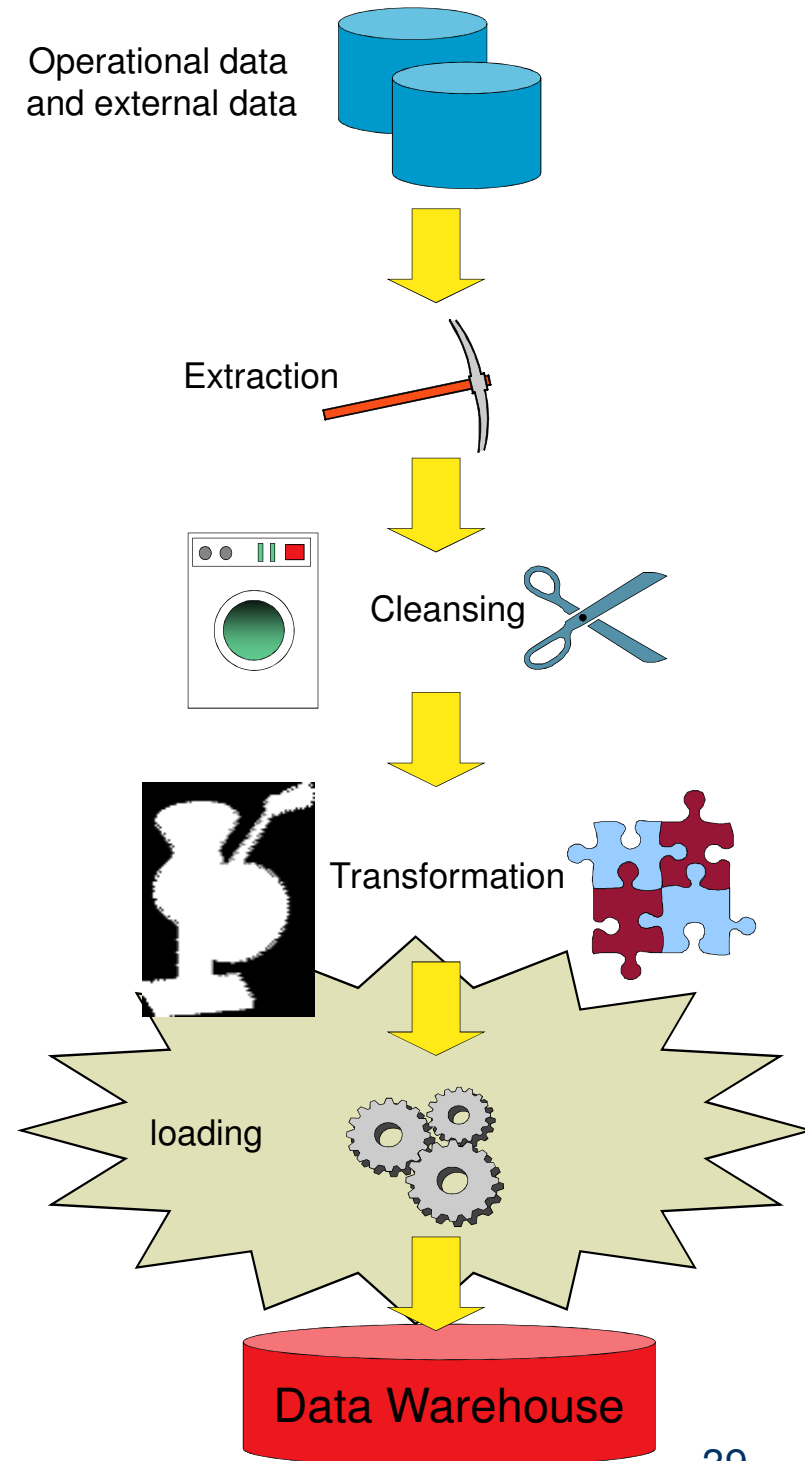 Operational data
and external data
Extraction
Cleansing
Transformation
loading
Data Warehouse